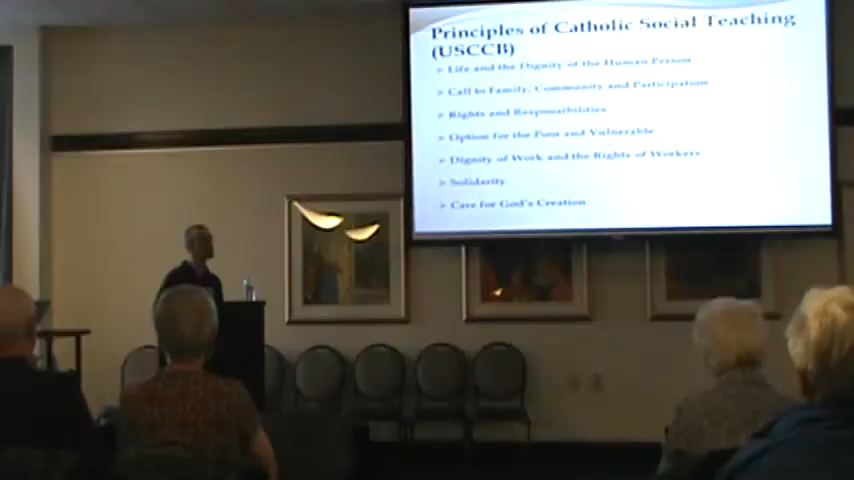 Principles of Catholic Social Teaching
(USCCB)
➢ Life and the Dignity of the Human Person
➢ Call to Family, Community and Participation
➢ Rights and Responsibilities
➢ Option for the Poor and Vulnerable
➢ Dignity of Work and the Rights of Workers
➢ Solidarity
➢ Care for God's Creation